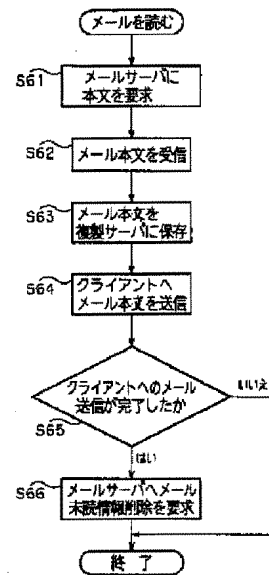 メールを読む
S61
メールサーバに
本文を要求
S62
メール本文を受信
S63
メール本文を
複製サーバに保存
S64
クライアントへ
メール本文を送信
クライアントへのメール
送信が完了したか
いいえ
S65
はい
S66
メールサーバへメール
未読情報削除を要求
終了